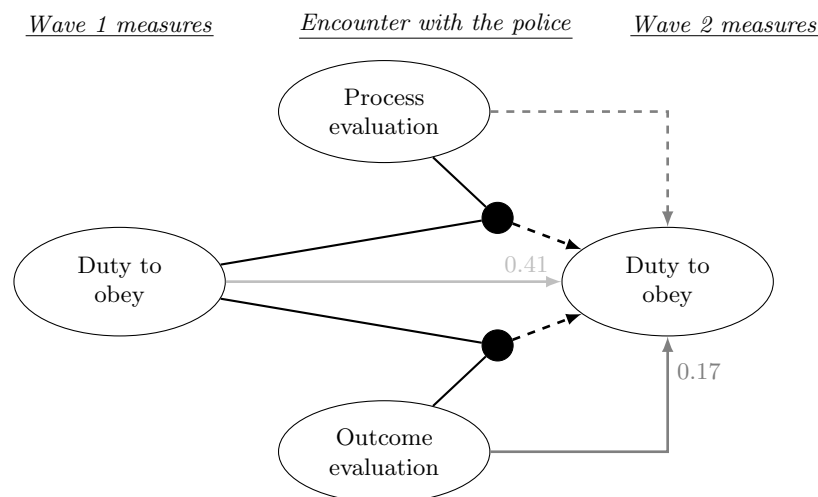 Wave 1 measures
Encounter with the police
Wave 2 measures
Process
evaluation
Duty to
obey
0.41
Duty to
obey
0.17
Outcome
evaluation